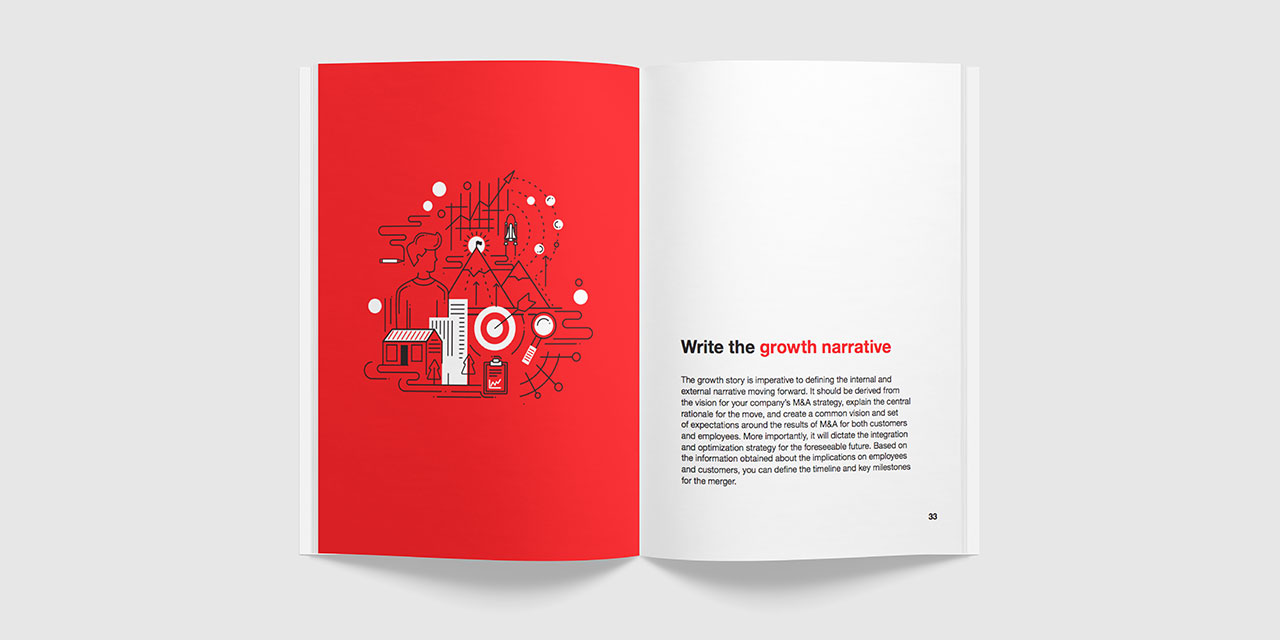 Write the growth narrative
The growth story is imperative to defining the internal and
external narrative moving forward. It should be derived from
the vision for your company's M&A strategy, explain the central
rationale for the move, and create a common vision and set
of expectations around the results of M&A for both customers
and employees. More importantly, it will dictate the integration
and optimization strategy for the foreseeable future. Based on
the information obtained about the implications on employees
and customers, you can define the timeline and key milestones
for the merger.
33